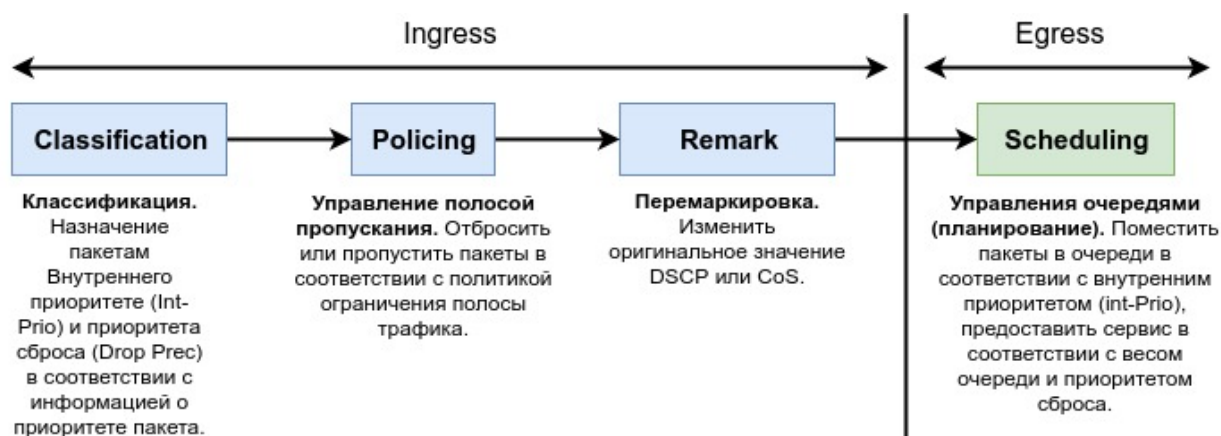 Ingress
Egress
Classification
Policing
Remark
Scheduling
Классификация.
Назначение
пакетам
Внутреннего
приоритете (Int-
Prio) и приоритета
сброса (Drop Prec)
в соответствии с
информацией о
приоритете пакета.
Управление полосой
пропускания. Отбросить
или пропустить пакеты в
соответствии с политикой
ограничения полосы
трафика.
Перемаркировка.
Изменить
оригинальное значение
DSCP или CoS.
Управления очередями
(планирование). Поместить
пакеты в очереди в
соответствии с внутренним
приоритетом (int-Prio),
предоставить сервис в
соответствии с весом
очереди и приоритетом
сброса.